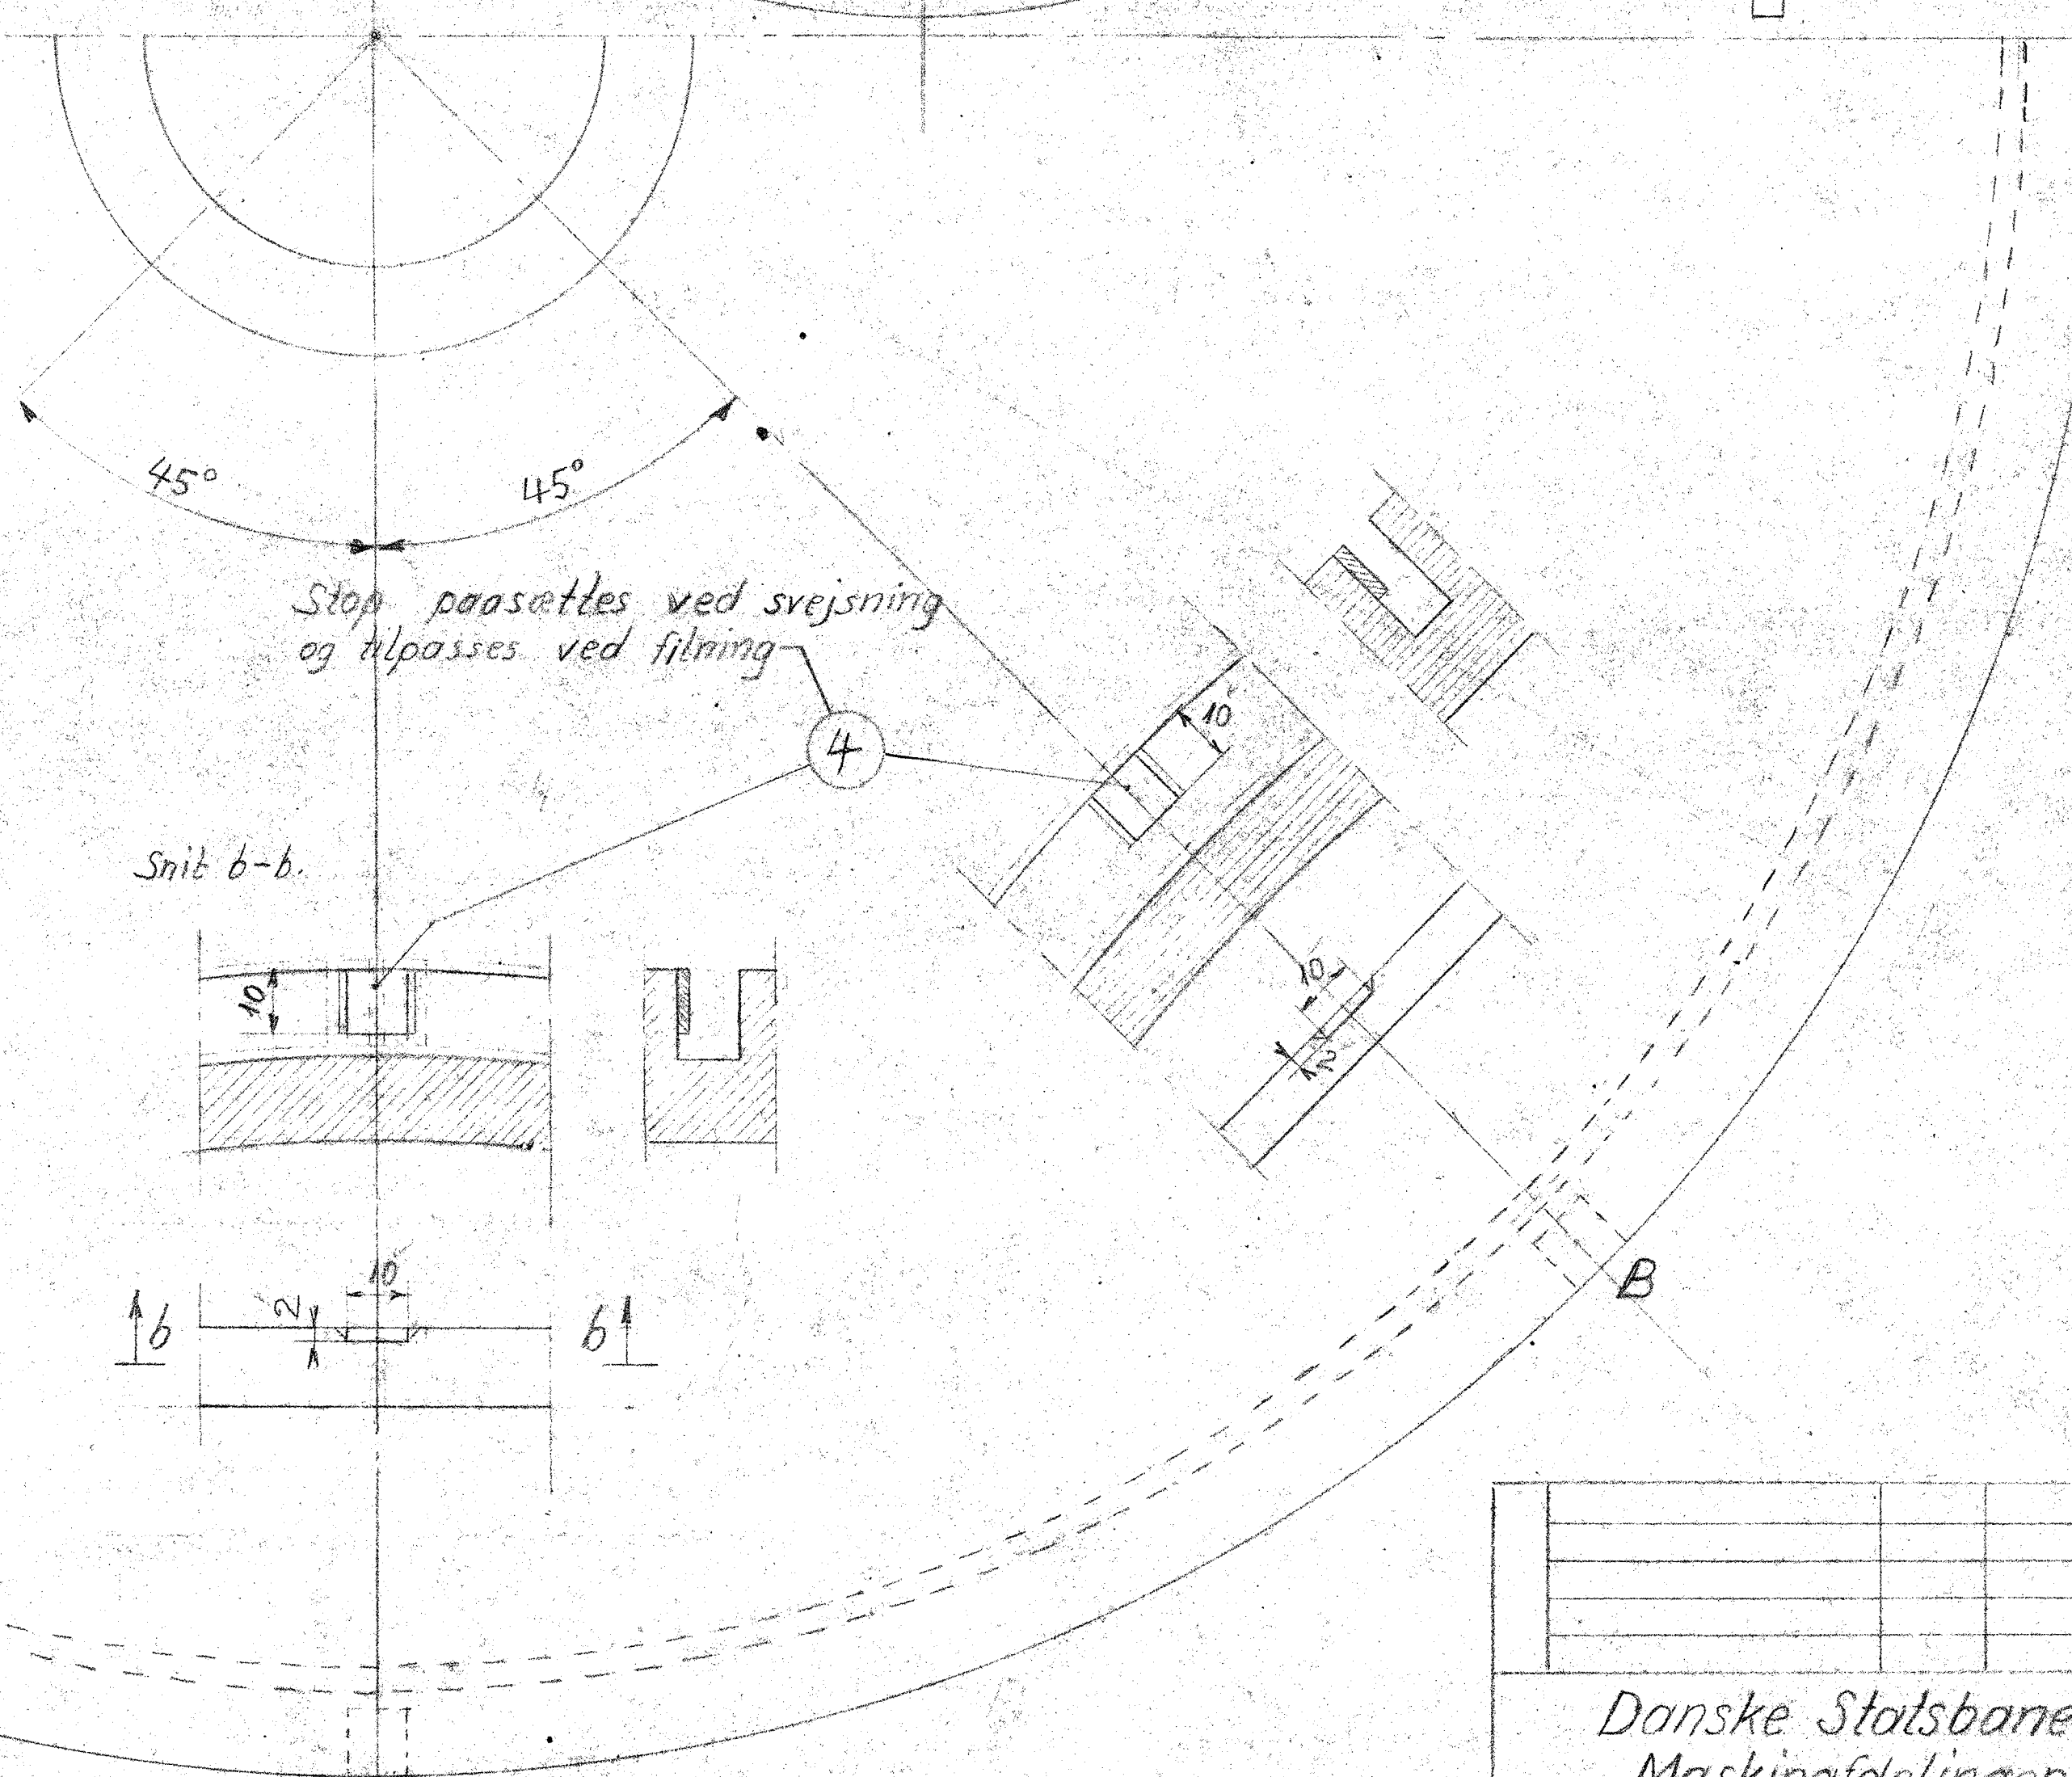 45°
45°
Stop paasættes ved svejsning
og tilpasses ved filning
4
10
Snit b-b.
10
10
2
10
2
b
b
B
Danske Statsbane
Maskinafdelingen